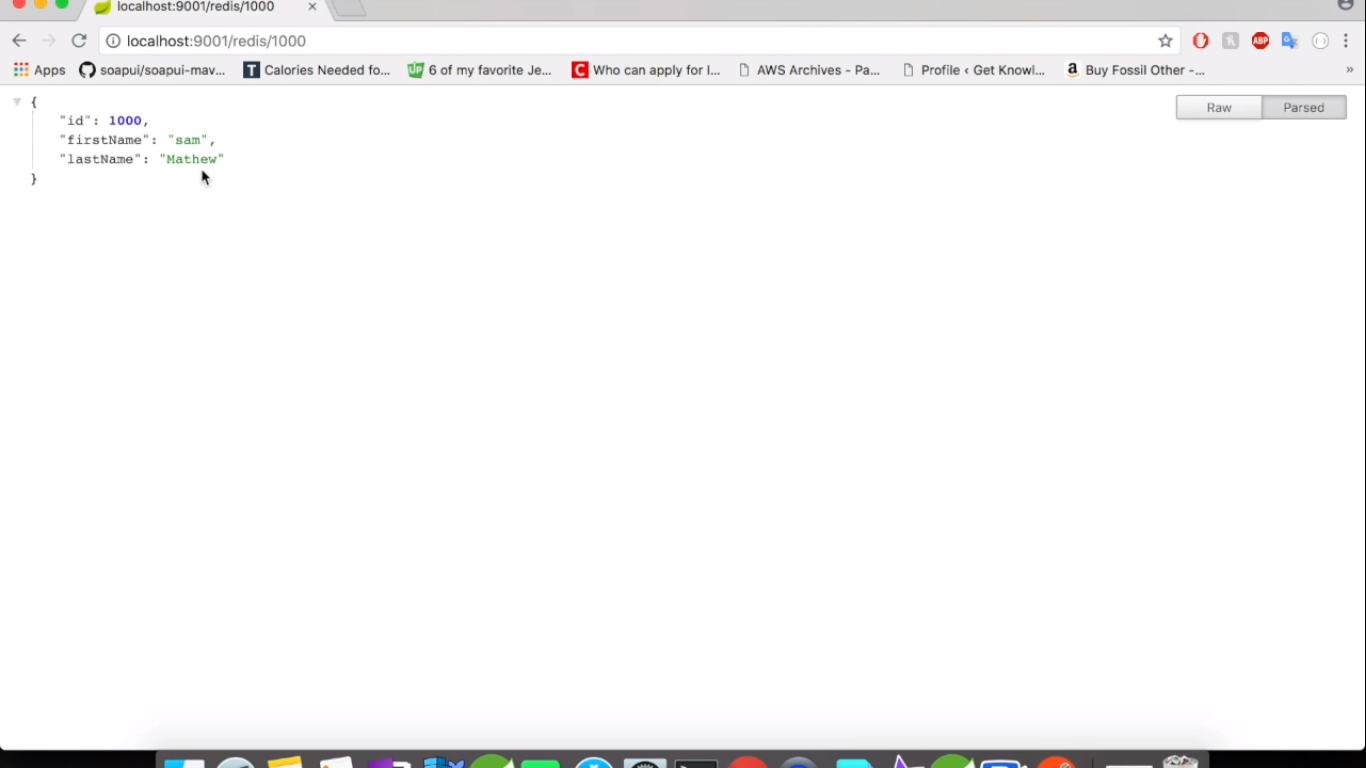 localhost:9001/redis/1000
localhost:9001/redis/1000
Apps soapui/soapui-mav... Calories Needed fo... 6 of my favorite Je... Who can apply for I... AWS Archives - Pa... Profile ‹ Get Knowl... Buy Fossil Other -... »
Raw Parsed
{
"id": 1000,
"firstName": "sam",
"lastName": "Mathew"
}